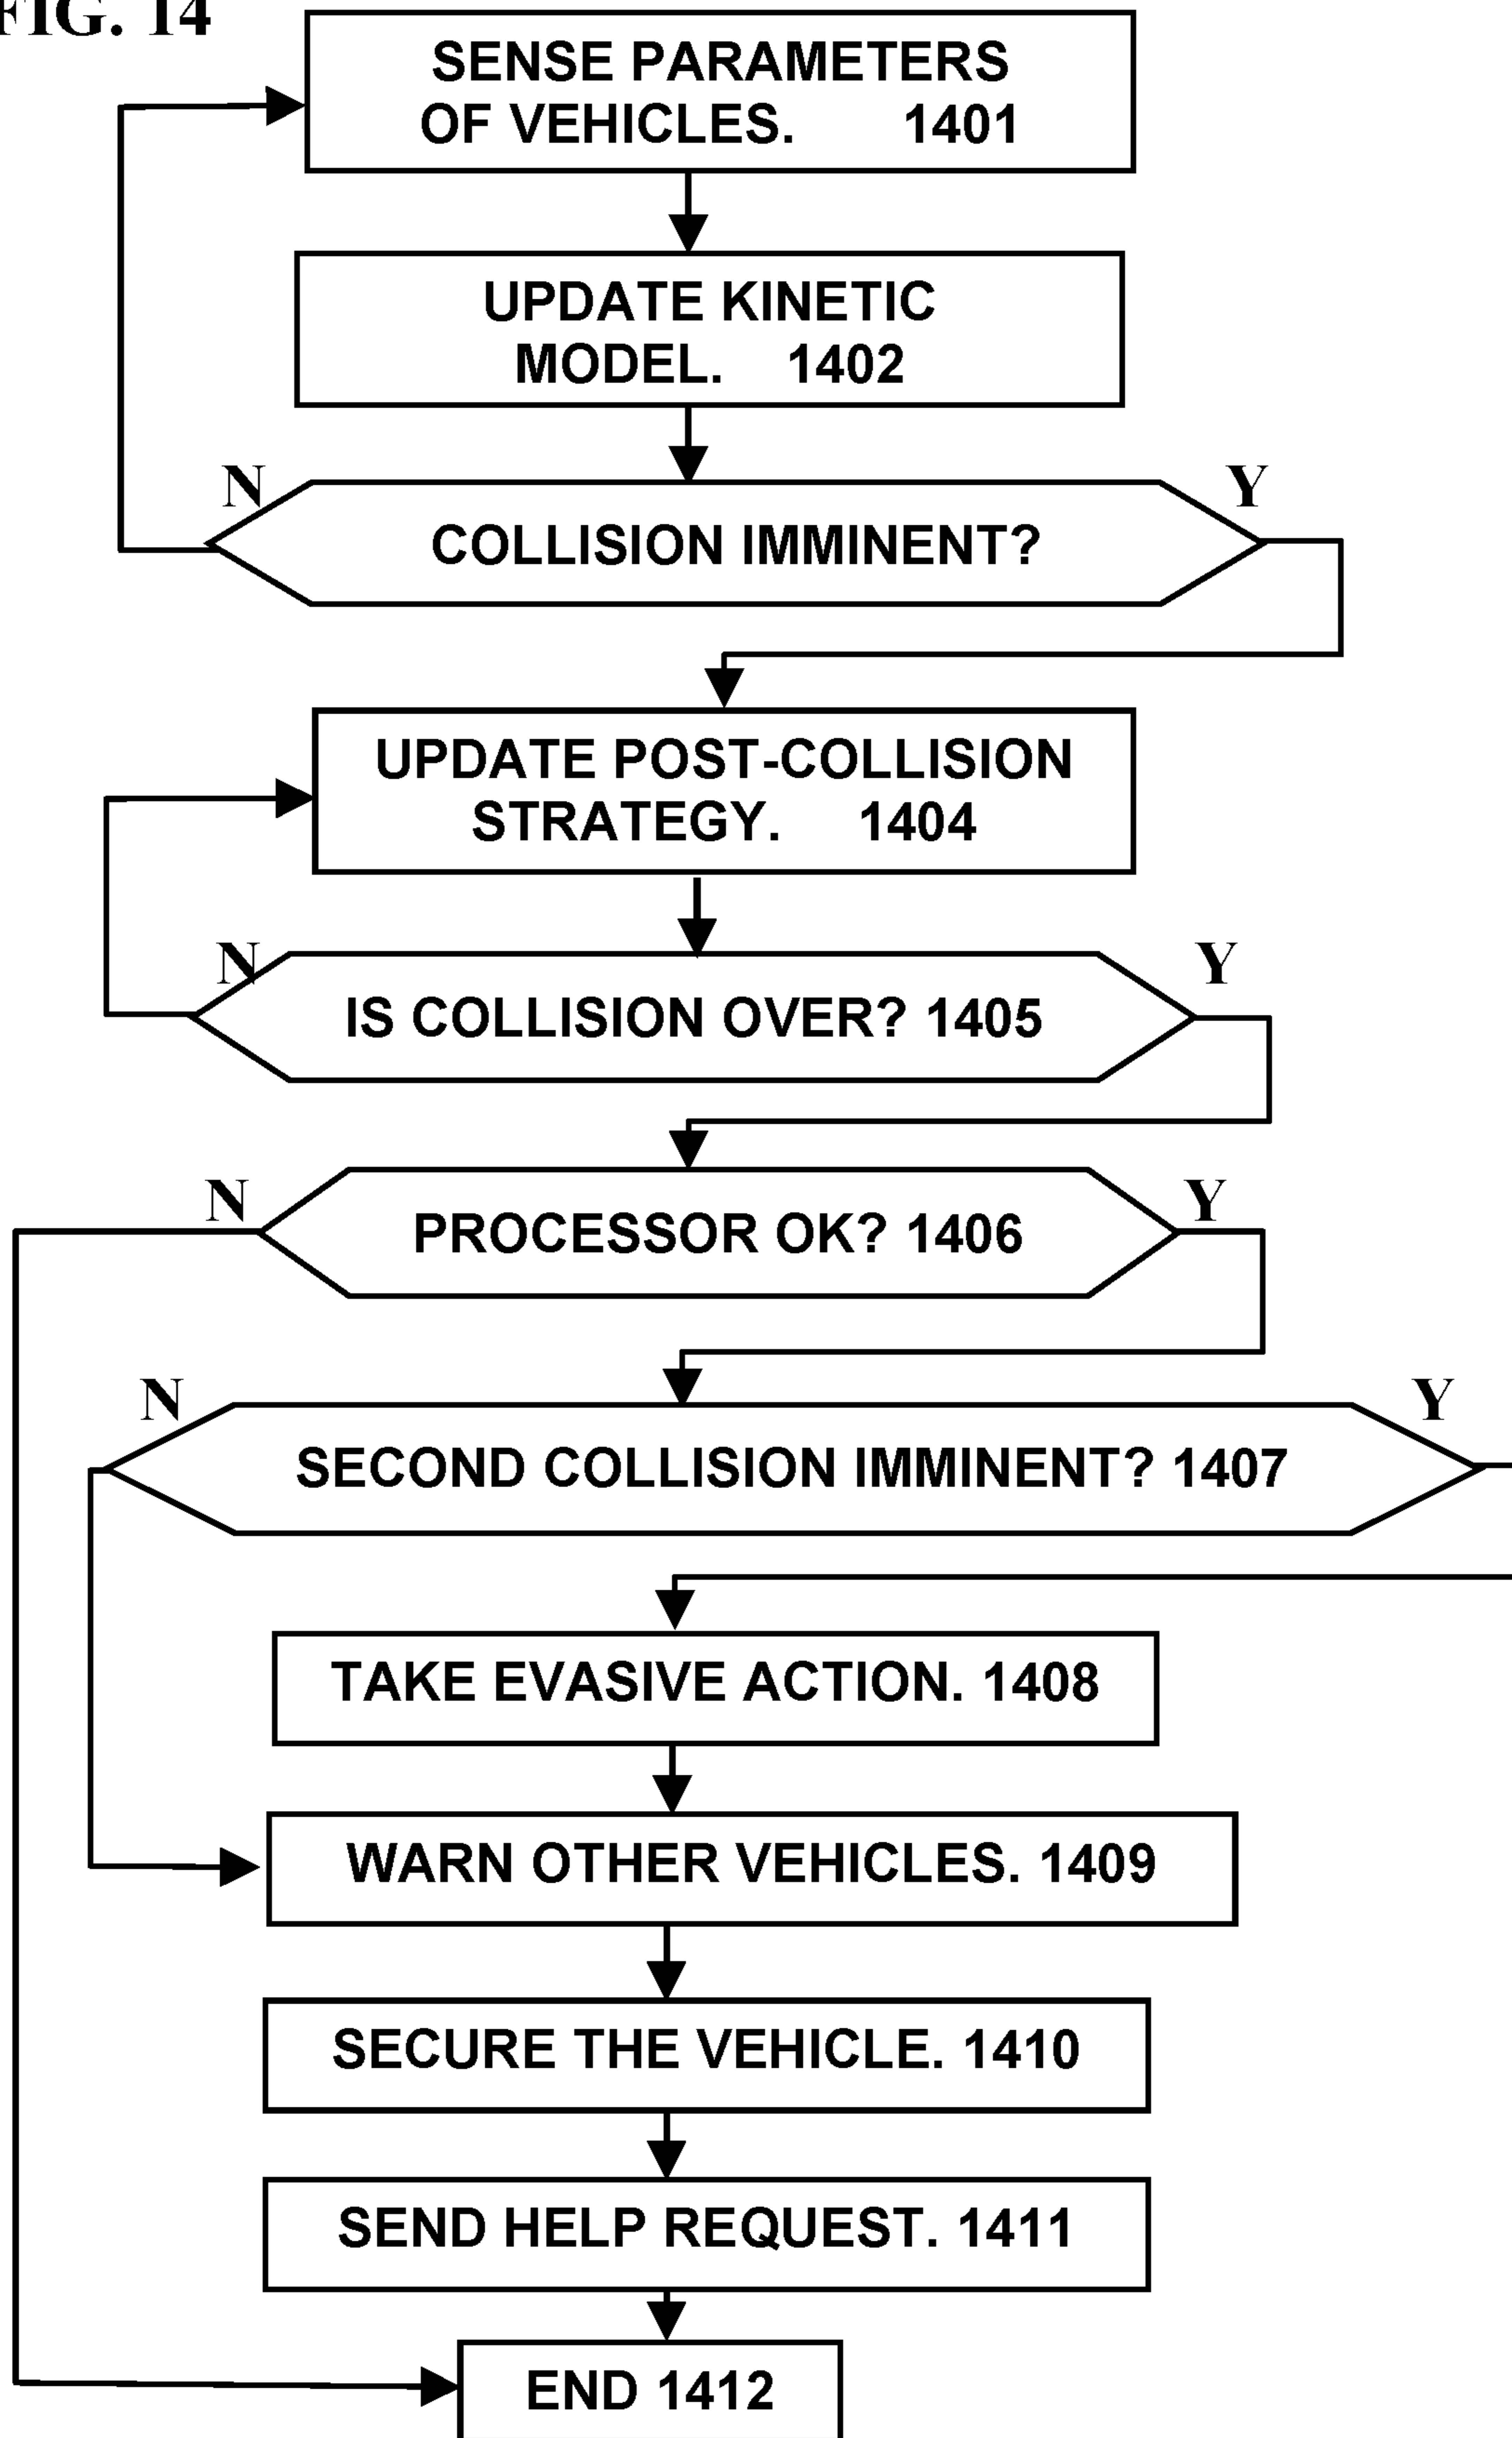 FIG. 14
SENSE PARAMETERS
OF VEHICLES. 1401
UPDATE KINETIC
MODEL. 1402
N
Y
COLLISION IMMINENT?
UPDATE POST-COLLISION
STRATEGY. 1404
N
Y
IS COLLISION OVER? 1405
N
Y
PROCESSOR OK? 1406
N
Y
SECOND COLLISION IMMINENT? 1407
TAKE EVASIVE ACTION. 1408
WARN OTHER VEHICLES. 1409
SECURE THE VEHICLE. 1410
SEND HELP REQUEST. 1411
END 1412